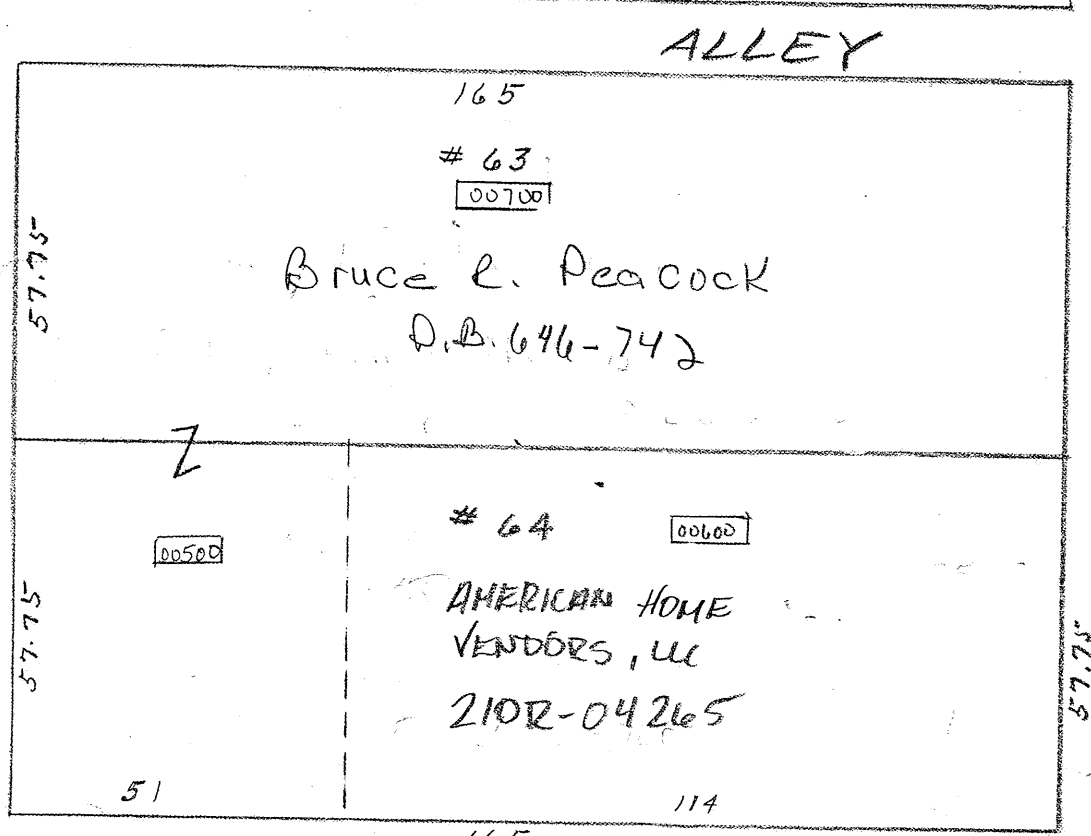 ALLEY
165
# 63
00700
57.75
Bruce R. Peacock
D.B. 646-742
Z
# 64
00600
00500
AMERICAN HOME
VENDORS, LLC
210R-04265
57.75
57.75
51
114
165